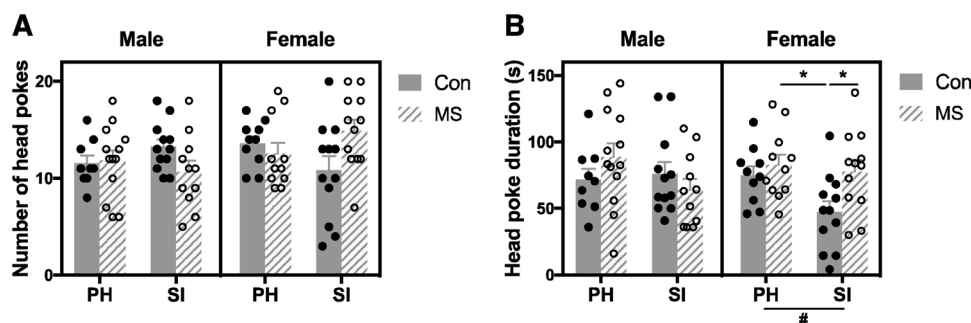 A
Male Female
Number of head pokes
20
10
0
PH SI PH SI
Con
MS
B
Male Female
Head poke duration (s)
150
100
50
0
* *
PH SI PH SI
#
Con
MS